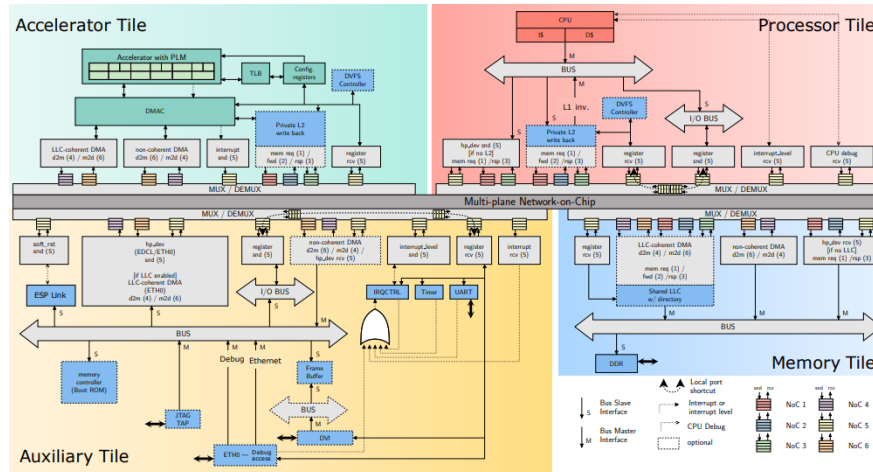 Accelerator Tile
Accelerator with PLM
TLB
Config.
registers
DVFS
Controller
DMAC
Private L2
write back
LLC-coherent DMA
d2m (4) / m2d (6)
non-coherent DMA
d2m (6) / m2d (4)
interrupt
snd (5)
mem req (1) /
fwd (2) /rsp (3)
register
rcv (5)
MUX / DEMUX
Processor Tile
CPU
I$
D$
M
BUS
L1 inv.
S
M
S
S
DVFS
Controller
I/O BUS
Private L2
write back
hp_dev snd (5)
[if no L2]
mem req (1) /rsp (3)
mem req (1) /
fwd (2) /rsp (3)
register
rcv (5)
register
snd (5)
interrupt_level
rcv (5)
CPU debug
rcv (5)
MUX / DEMUX
Multi-plane Network-on-Chip
MUX / DEMUX
soft_rst
snd (5)
hp_dev
(EDCL/ETH0)
snd (5)
[if LLC enabled]
LLC-coherent DMA
(ETH0)
d2m (4) / d2m (6)
register
snd (5)
non-coherent DMA
d2m (6) / m2d (4) /
hp_dev rcv (5)
interrupt_level
snd (5)
register
rcv (5)
interrupt
rcv (5)
ESP Link
I/O BUS
IRQCTRL
Timer
UART
S
S
S
M
BUS
S
M
M
M
S
Debug
Ethernet
memory
controller
(Boot ROM)
Frame
Buffer
S
BUS
M
JTAG
TAP
DVI
ETH0 — Debug
access
Auxiliary Tile
MUX / DEMUX
register
rcv (5)
LLC-coherent DMA
d2m (4) / m2d (6)
mem req (1) /
fwd (2) /rsp (3)
non-coherent DMA
d2m (6) / m2d (4)
hp_dev rcv (5)
[if no LLC]
mem req (1) /rsp (3)
Shared LLC
w/ directory
M
M
M
BUS
S
DDR
Memory Tile
S
Bus Slave
Interface
M
Bus Master
Interface
Local port
shortcut
Interrupt or
interrupt level
CPU Debug
optional
snd rcv
snd rcv
NoC 1
NoC 4
NoC 2
NoC 5
NoC 3
NoC 6